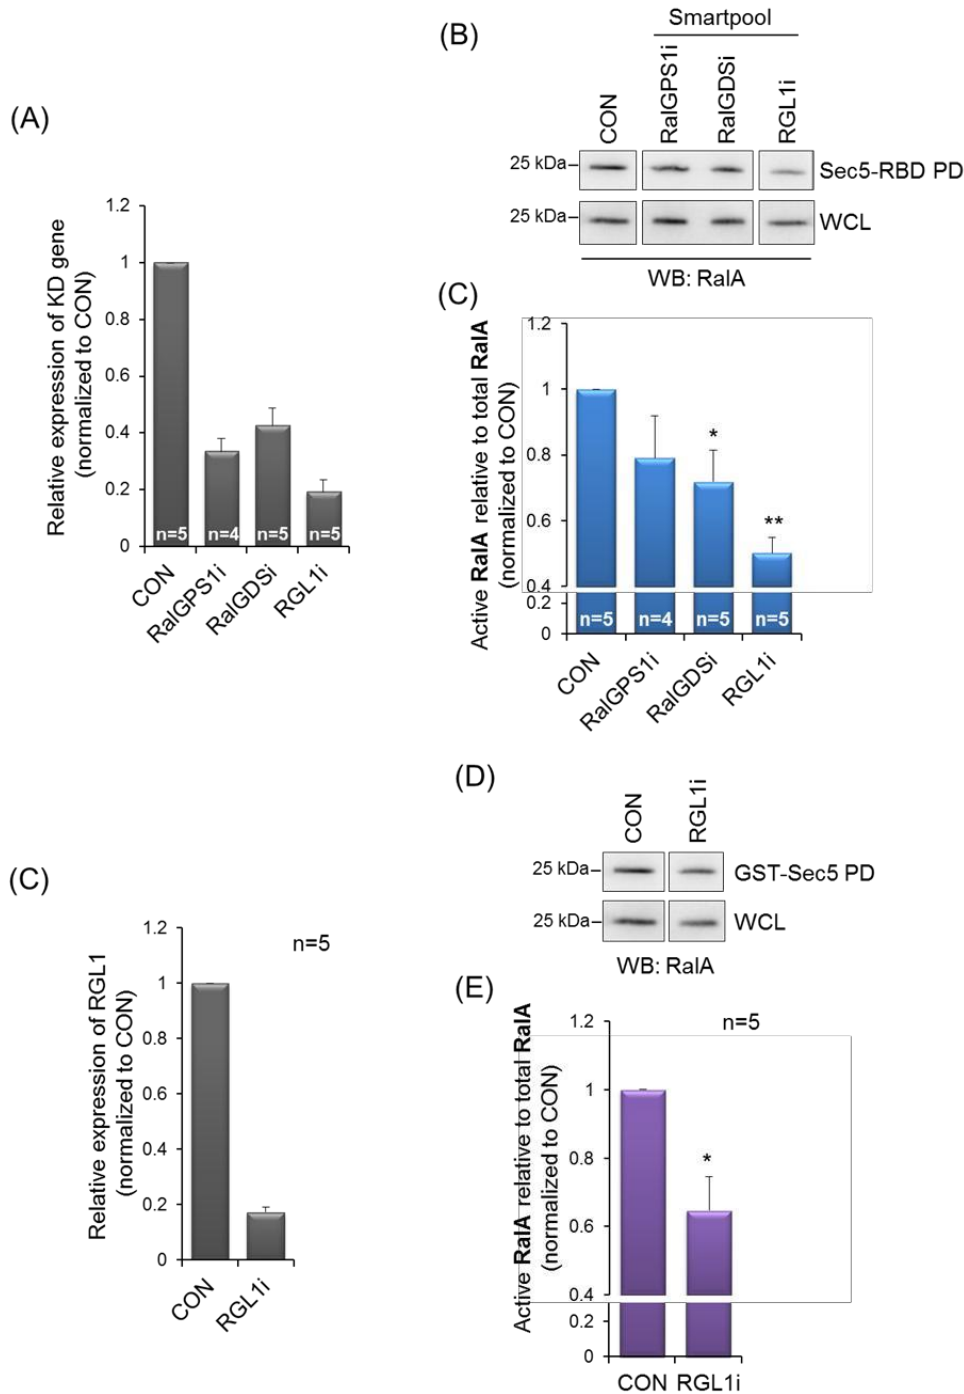 (A)
Relative expression of KD gene
(normalized to CON)
1.2
1
0.8
0.6
0.4
0.2
0
n=5
n=4
n=5
n=5
CON
RalGPS1i
RalGDSi
RGL1i
(B)
Smartpool
CON
RalGPS1i
RalGDSi
RGL1i
25 kDa
Sec5-RBD PD
25 kDa
WCL
WB: RalA
(C)
Active RalA relative to total RalA
(normalized to CON)
1.2
1
0.8
0.6
0.4
0.2
0
*
**
n=5
n=4
n=5
n=5
CON
RalGPS1i
RalGDSi
RGL1i
(C)
Relative expression of RGL1
(normalized to CON)
1.2
1
0.8
0.6
0.4
0.2
0
n=5
CON
RGL1i
(D)
CON
RGL1i
25 kDa
GST-Sec5 PD
25 kDa
WCL
WB: RalA
(E)
Active RalA relative to total RalA
(normalized to CON)
1.2
1
0.8
0.6
0.4
0.2
0
n=5
*
CON RGL1i